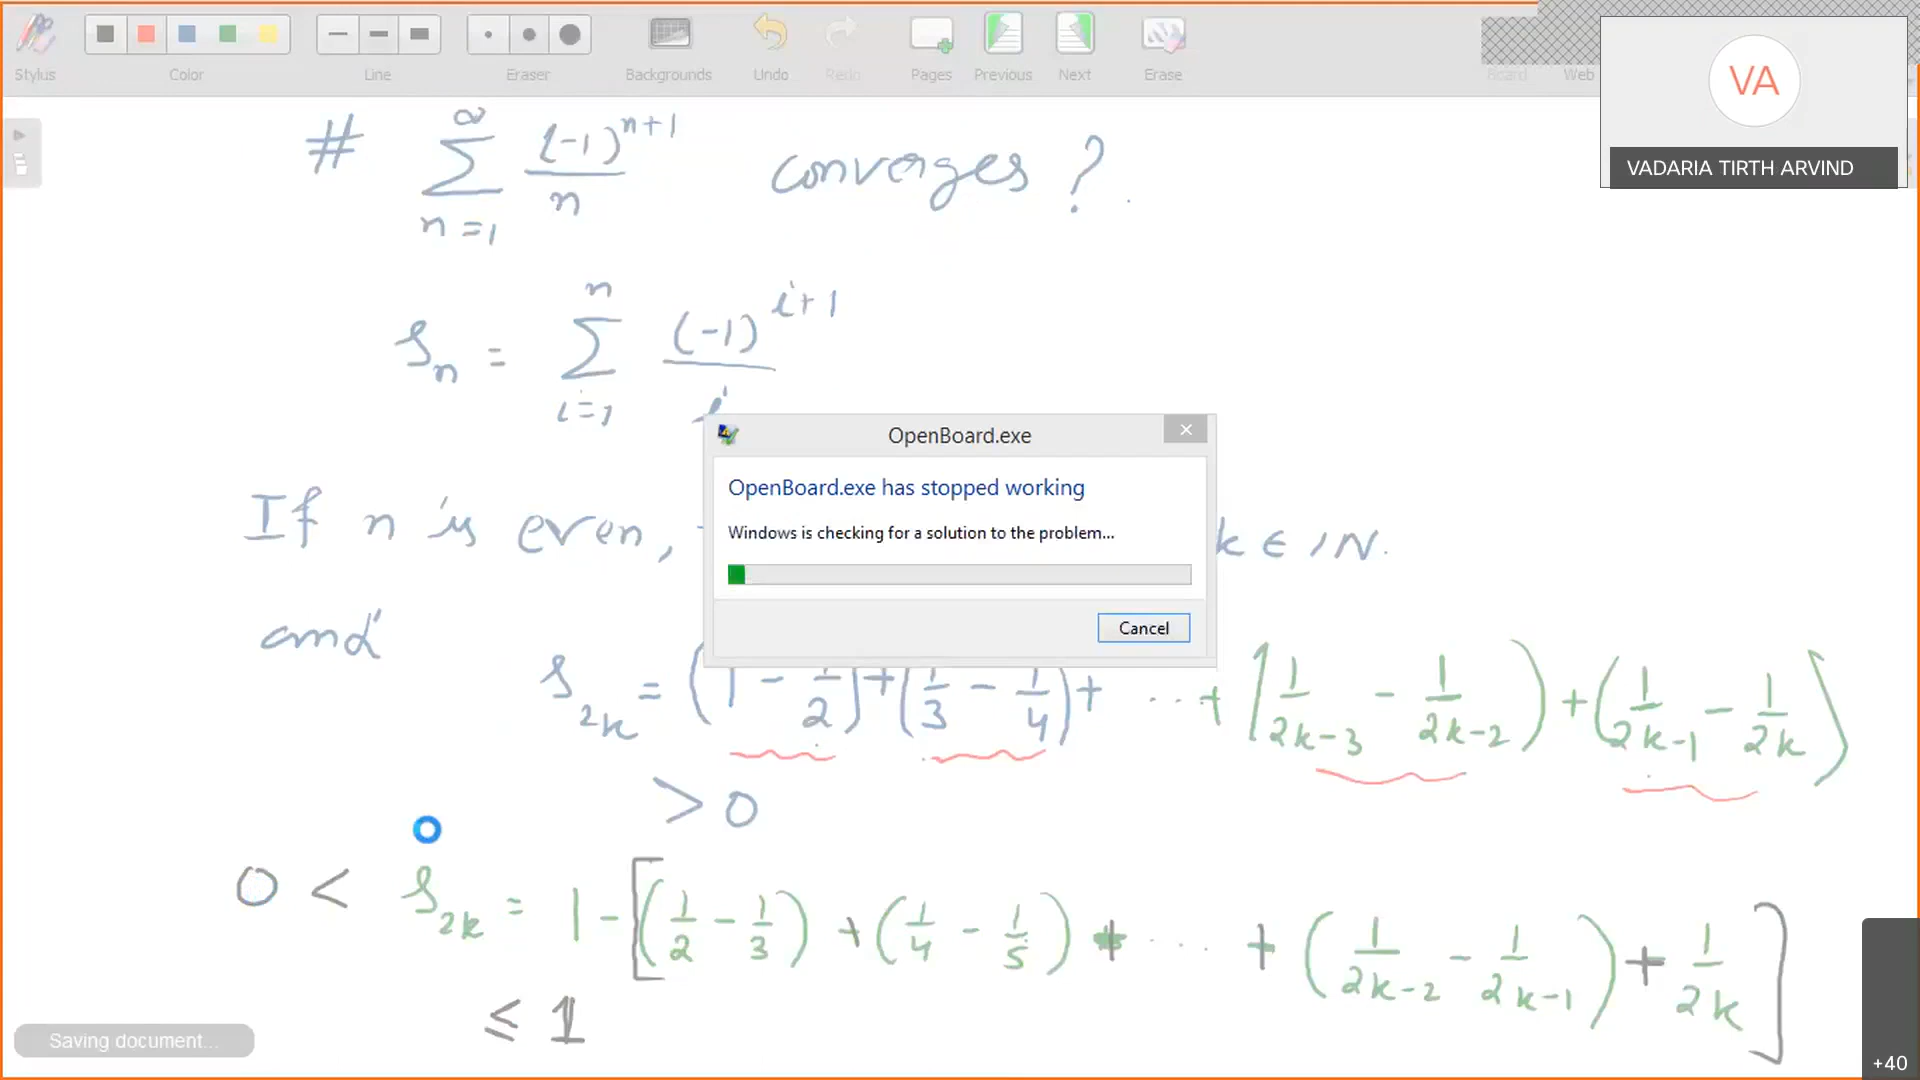 Stylus Color Line Eraser Backgrounds Undo Redo Pages Previous Next Erase Board Web
VA
VADARIA TIRTH ARVIND
# ∑_{n=1}^{∞} (-1)^{n+1}/n converges ?
S_n = ∑_{i=1}^{n} (-1)^{i+1}/i
OpenBoard.exe
OpenBoard.exe has stopped working
Windows is checking for a solution to the problem...
Cancel
If n is even, k ∈ IN.
and
S_{2k} = (1 - 1/2) + (1/3 - 1/4) + ... + (1/(2k-3) - 1/(2k-2)) + (1/(2k-1) - 1/(2k))
> 0
0 < S_{2k} = 1 - [(1/2 - 1/3) + (1/4 - 1/5) + .... + (1/(2k-2) - 1/(2k-1)) + 1/(2k)]
≤ 1
Saving document...
+40